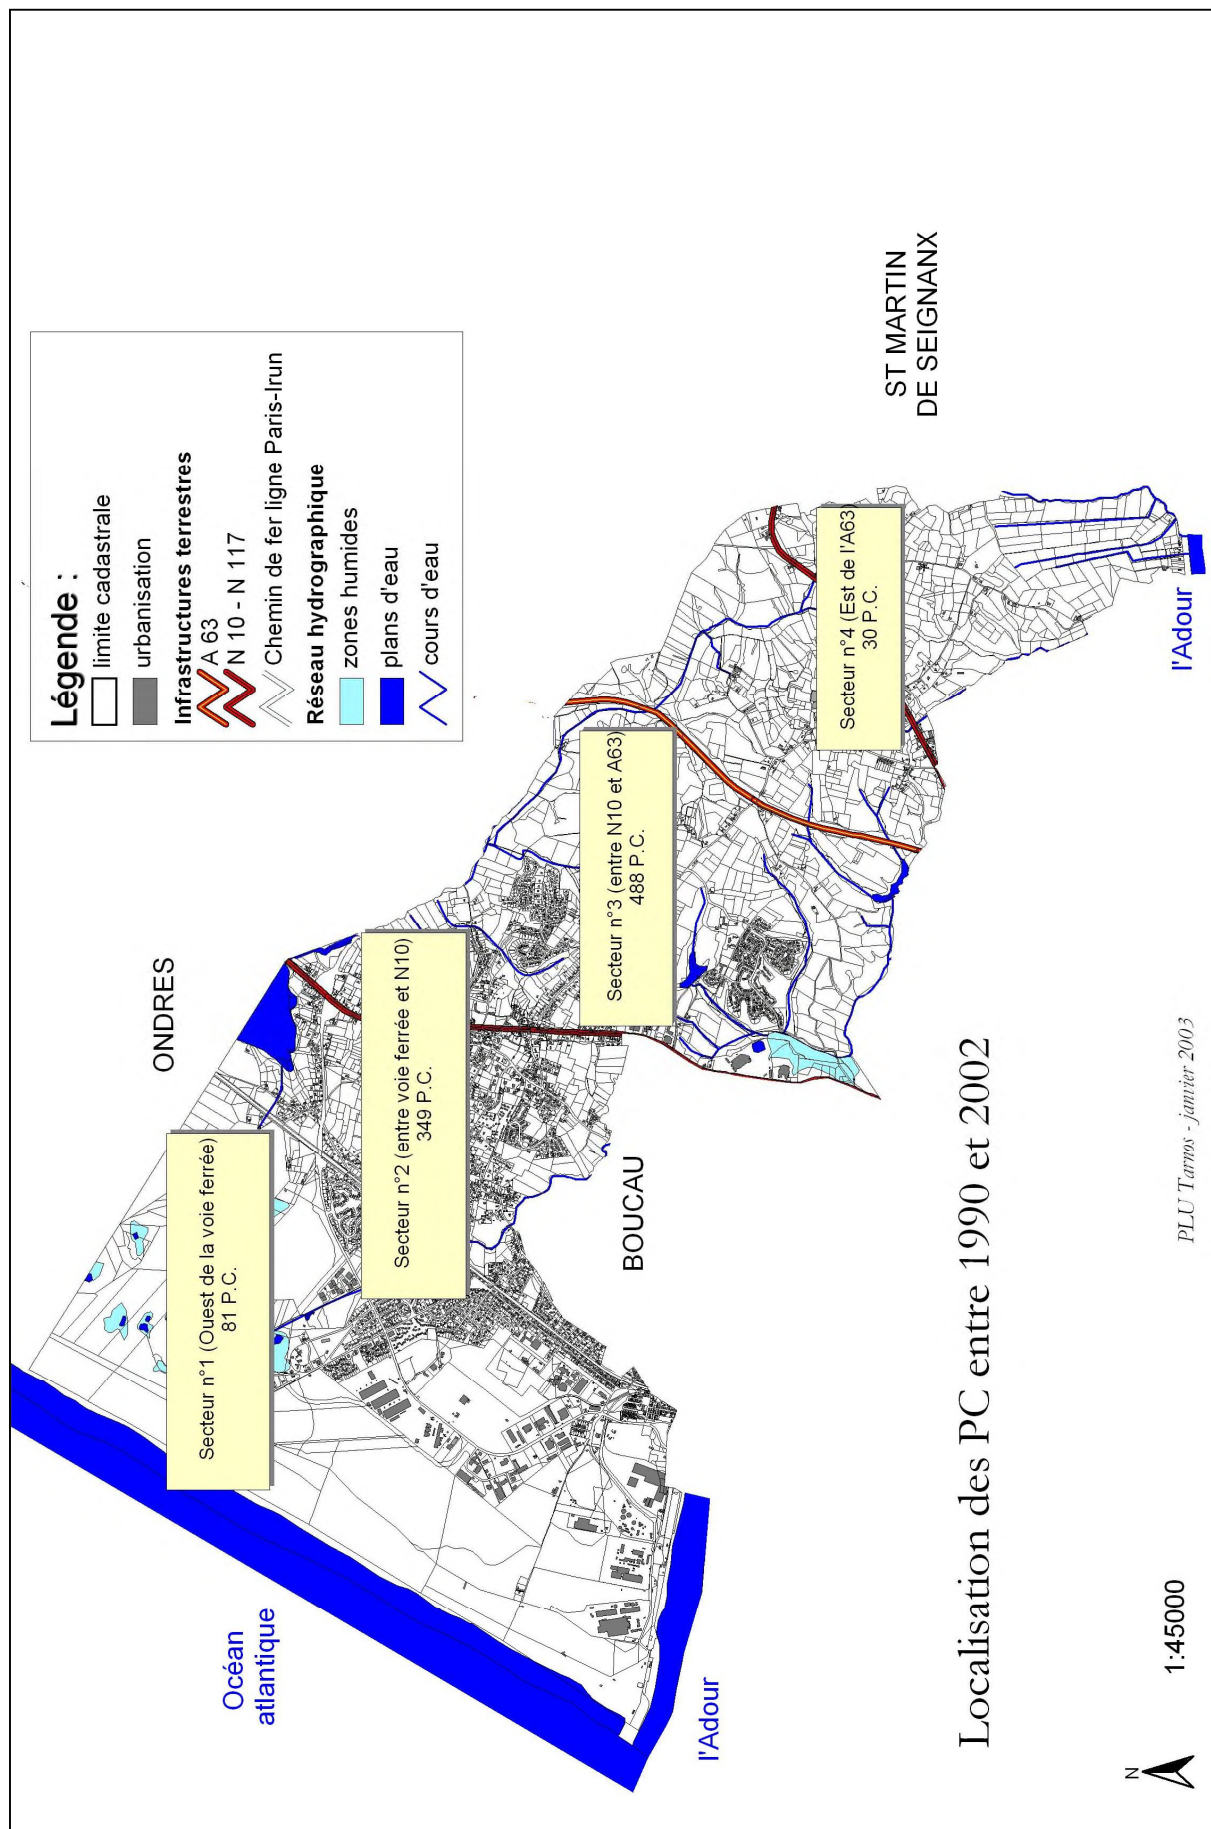 Légende :
limite cadastrale
urbanisation
Infrastructures terrestres
A 63
N 10 - N 117
Chemin de fer ligne Paris-Irun
Réseau hydrographique
zones humides
plans d'eau
cours d'eau
Océan
atlantique
ONDRES
Secteur n°1 (Ouest de la voie ferrée)
81 P.C.
Secteur n°2 (entre voie ferrée et N10)
349 P.C.
Secteur n°3 (entre N10 et A63)
488 P.C.
Secteur n°4 (Est de l'A63)
30 P.C.
ST MARTIN
DE SEIGNANX
BOUCAU
l'Adour
l'Adour
Localisation des PC entre 1990 et 2002
N
1:45000
PLU Tarnos - janvier 2003